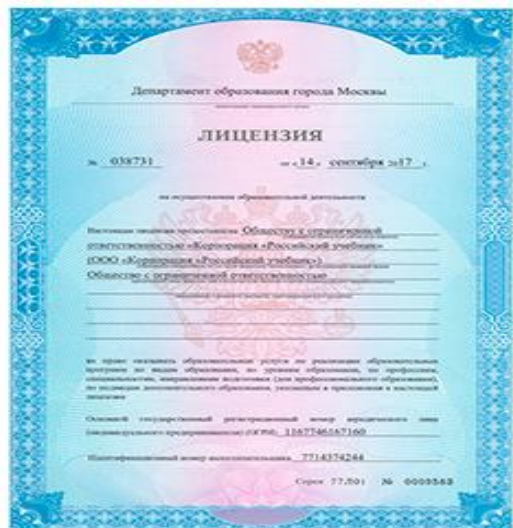 Департамент образования города Москвы
ЛИЦЕНЗИЯ
№ 038731 от «14» сентября 2017 г.
на осуществление образовательной деятельности
Настоящая лицензия предоставлена Обществу с ограниченной
ответственностью «Корпорация «Российский учебник»
(ООО «Корпорация «Российский учебник»)
Общество с ограниченной ответственностью
на право оказывать образовательные услуги по реализации образовательных
программ по видам образования, по уровням образования, по профессиям,
специальностям, направлениям подготовки (для профессионального образования),
по подвидам дополнительного образования, указанным в приложении к настоящей
лицензии
Основной государственный регистрационный номер юридического лица
(индивидуального предпринимателя) (ОГРН) 1167746167160
Идентификационный номер налогоплательщика 7714374244
Серия 77Л01 №